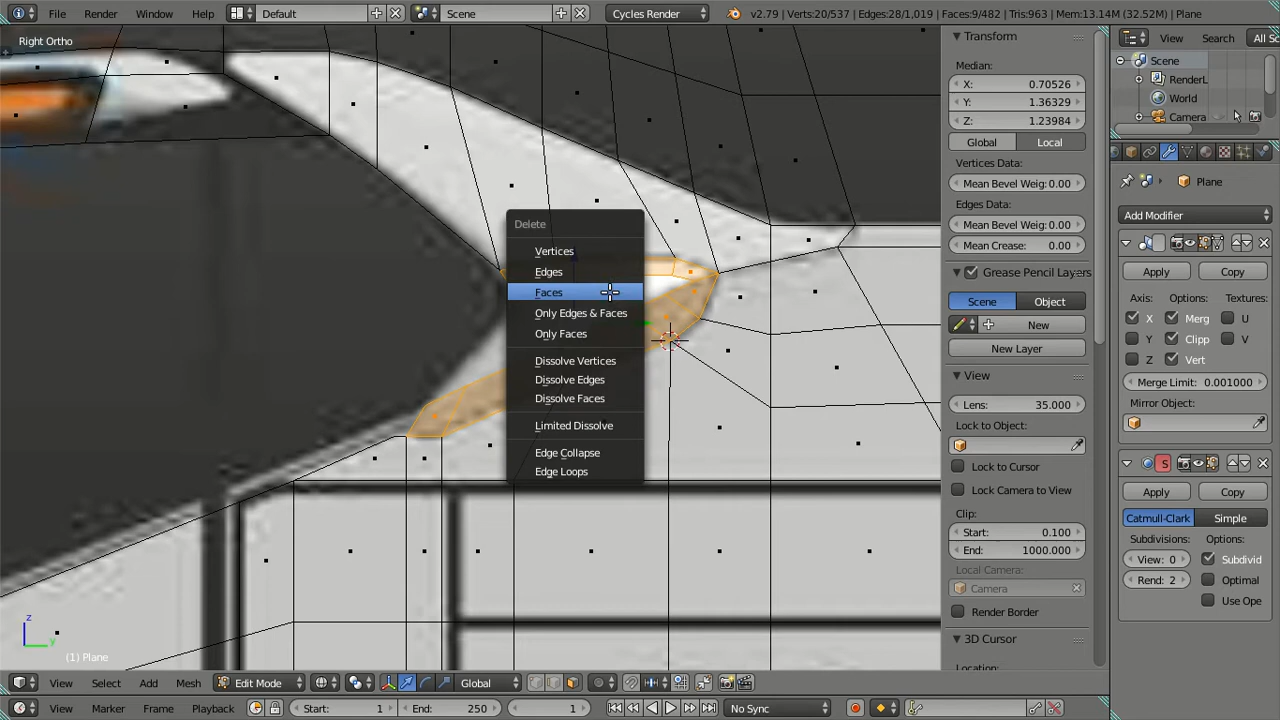 File Render Window Help Default Scene Cycles Render v2.79 | Verts:20/537 | Edges:28/1,019 | Faces:9/482 | Tris:963 | Mem:13.14M (32.52M) | Plane
Right Ortho
Delete
Vertices
Edges
Faces
Only Edges & Faces
Only Faces
Dissolve Vertices
Dissolve Edges
Dissolve Faces
Limited Dissolve
Edge Collapse
Edge Loops
z
y
(1) Plane
Transform
Median:
X: 0.70526
Y: 1.36329
Z: 1.23984
Global Local
Vertices Data:
Mean Bevel Weig: 0.00
Edges Data:
Mean Bevel Weig: 0.00
Mean Crease: 0.00
Grease Pencil Layers
Scene Object
New
New Layer
View
Lens: 35.000
Lock to Object:
Lock to Cursor
Lock Camera to View
Clip:
Start: 0.100
End: 1000.000
Local Camera:
Camera
Render Border
3D Cursor
Location:
View Search All Sc
Scene
RenderL
World
Camera
Plane
Add Modifier
Apply Copy
Axis: Options: Textures:
X Merg U
Y Clipp V
Z Vert
Merge Limit: 0.001000
Mirror Object:
S
Apply Copy
Catmull-Clark Simple
Subdivisions: Options:
View: 0 Subdivid
Rend: 2 Optimal
Use Ope
View Select Add Mesh Edit Mode Global
View Marker Frame Playback Start: 1 End: 250 1 No Sync